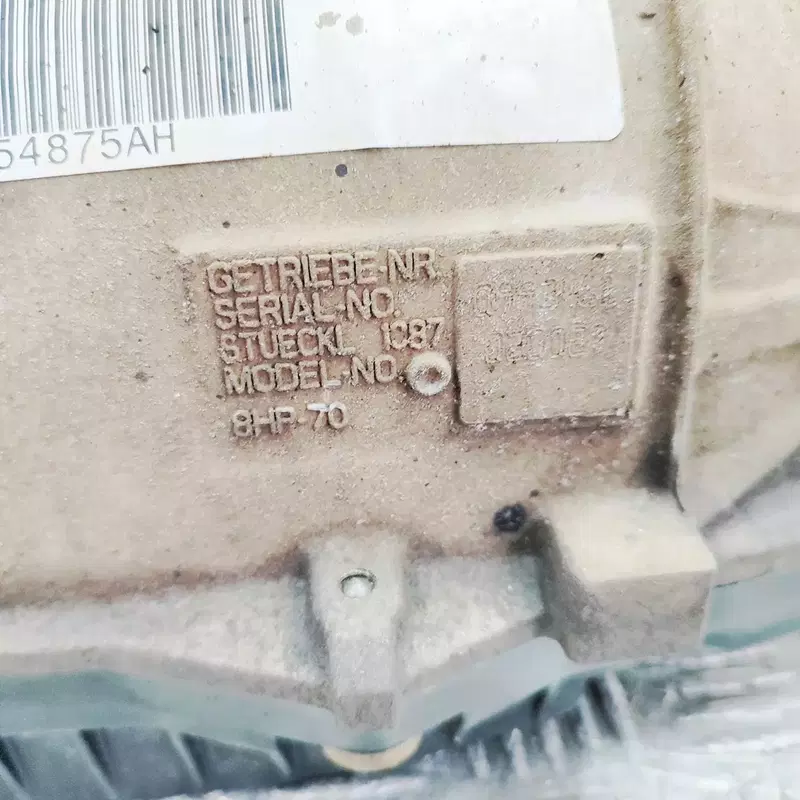 54875AH
GETRIEBE-NR.
SERIAL-NO.
STUECKL 1087
MODEL-NO.
8HP-70